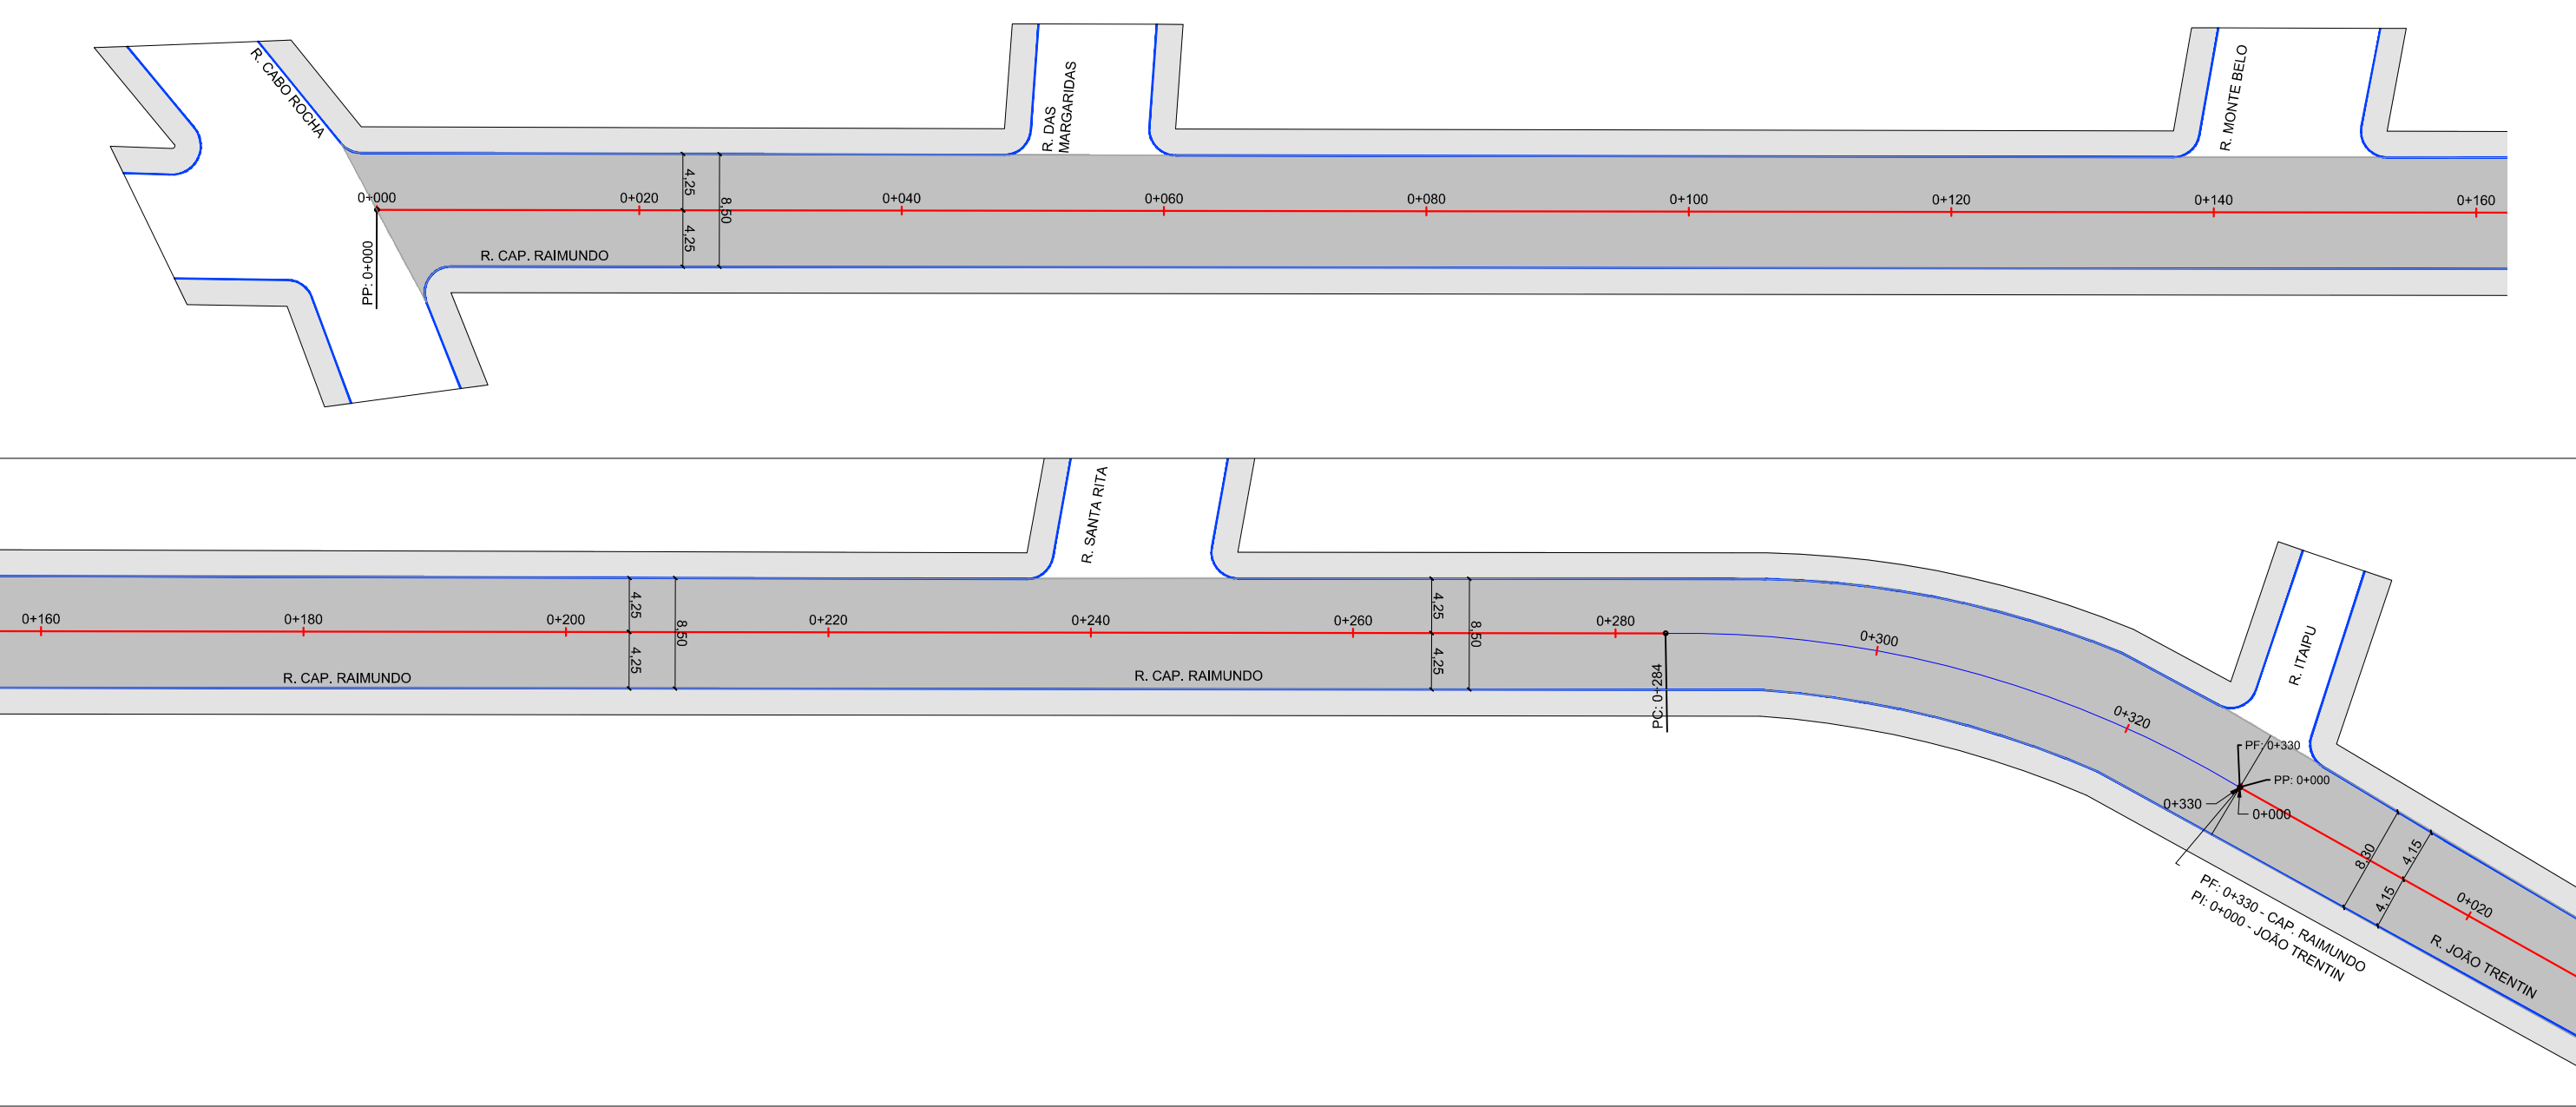 R. CABO ROCHA
R. DAS
MARGARIDAS
R. MONTE BELO
0+000
0+020
0+040
0+060
0+080
0+100
0+120
0+140
0+160
4,25
8,50
4,25
R. CAP. RAIMUNDO
PP: 0+000
R. SANTA RITA
0+160
0+180
0+200
0+220
0+240
0+260
0+280
0+300
0+320
4,25
8,50
4,25
4,25
8,50
4,25
R. CAP. RAIMUNDO
R. CAP. RAIMUNDO
PC: 0+284
R. ITAIPU
PF: 0+330
PP: 0+000
0+330
0+000
8,30
4,15
4,15
0+020
PF: 0+330 - CAP. RAIMUNDO
PI: 0+000 - JOÃO TRENTIN
R. JOÃO TRENTIN